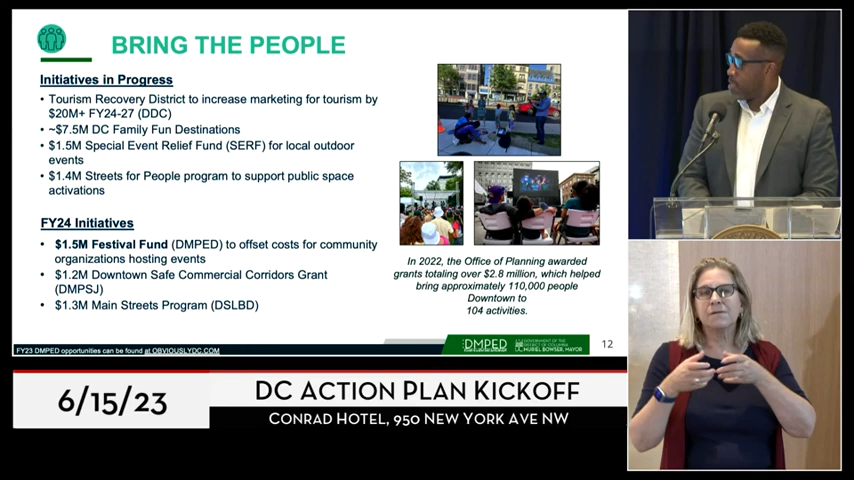 BRING THE PEOPLE
Initiatives in Progress
• Tourism Recovery District to increase marketing for tourism by
$20M+ FY24-27 (DDC)
• ~$7.5M DC Family Fun Destinations
• $1.5M Special Event Relief Fund (SERF) for local outdoor
events
• $1.4M Streets for People program to support public space
activations
FY24 Initiatives
• $1.5M Festival Fund (DMPED) to offset costs for community
organizations hosting events
• $1.2M Downtown Safe Commercial Corridors Grant
(DMPSJ)
• $1.3M Main Streets Program (DSLBD)
In 2022, the Office of Planning awarded
grants totaling over $2.8 million, which helped
bring approximately 110,000 people
Downtown to
104 activities.
FY23 DMPED opportunities can be found at OBVIOUSLYDC.COM
DMPED
GOVERNMENT OF THE
DISTRICT OF COLUMBIA
MURIEL BOWSER, MAYOR
12
6/15/23
DC ACTION PLAN KICKOFF
CONRAD HOTEL, 950 NEW YORK AVE NW